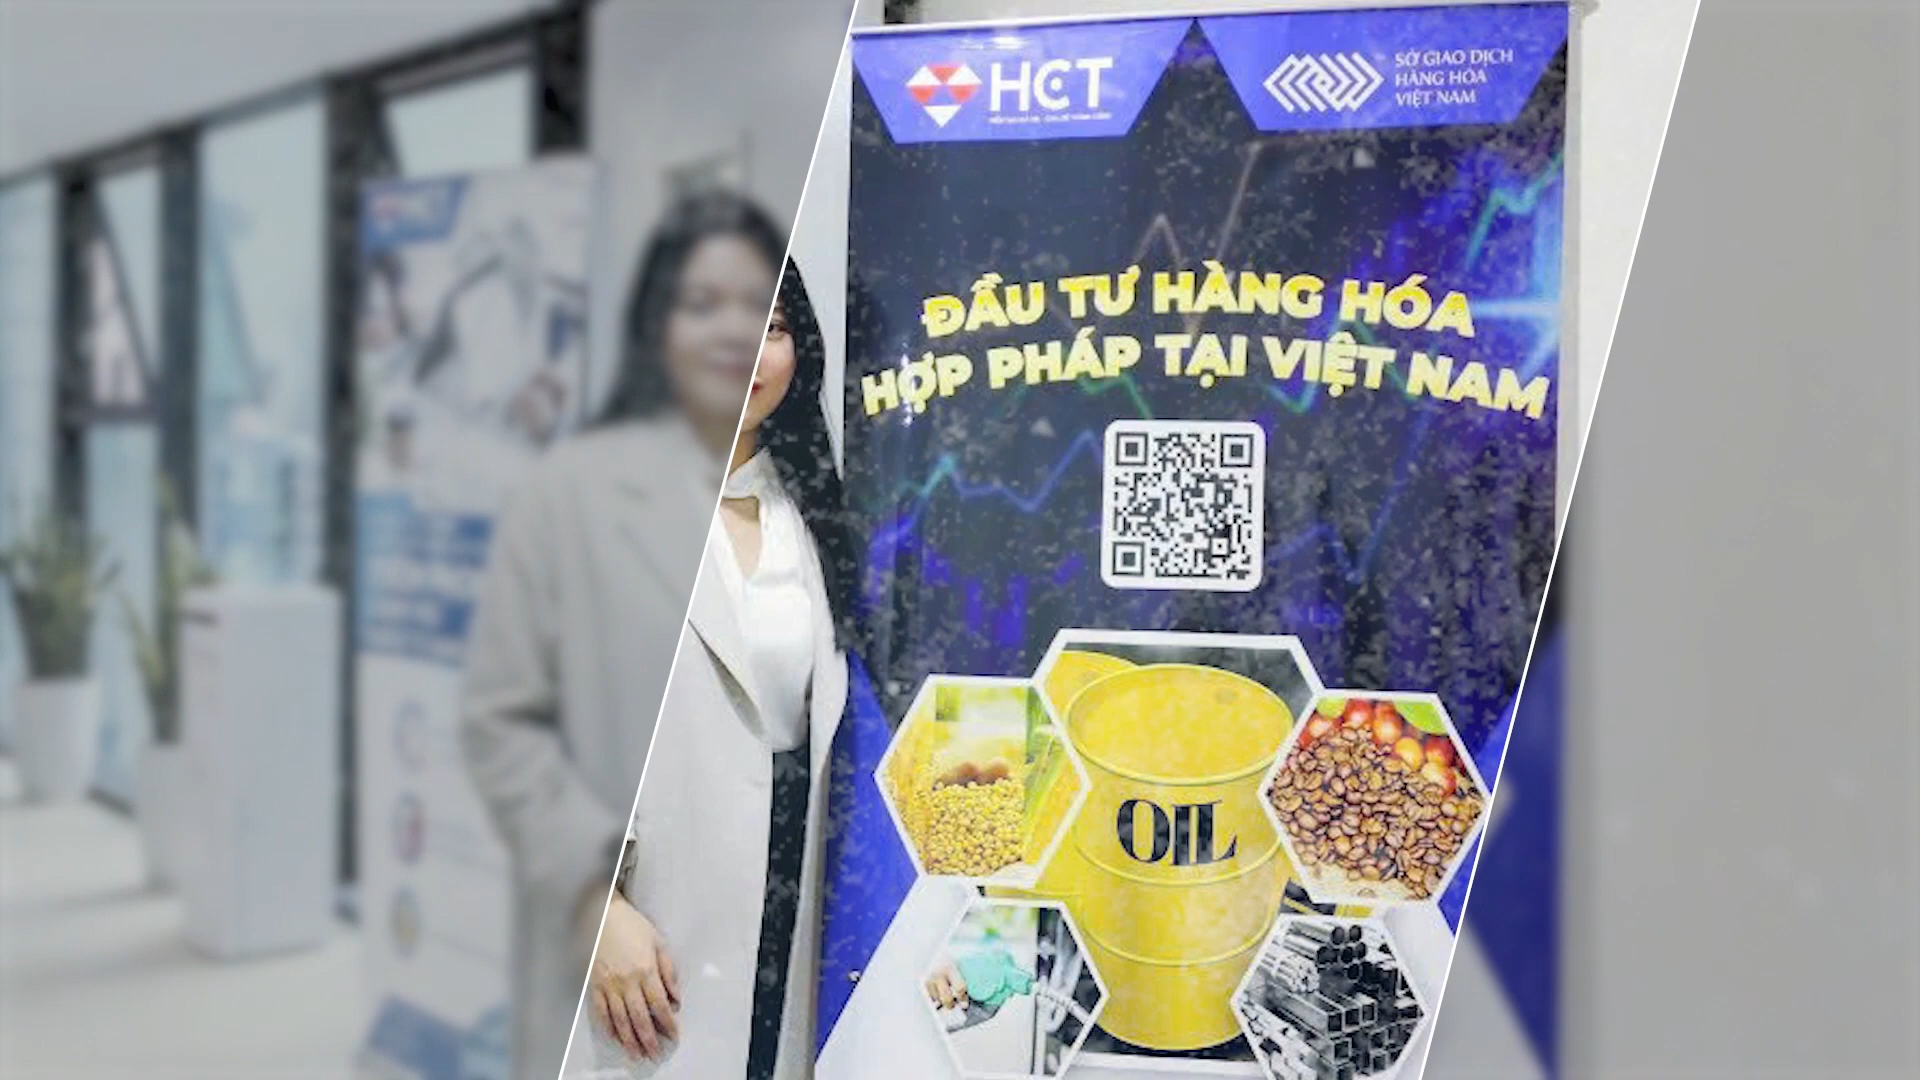 HCT
SỞ GIAO DỊCH
HÀNG HÓA
VIỆT NAM
ĐẦU TƯ HÀNG HÓA
HỢP PHÁP TẠI VIỆT NAM
OIL